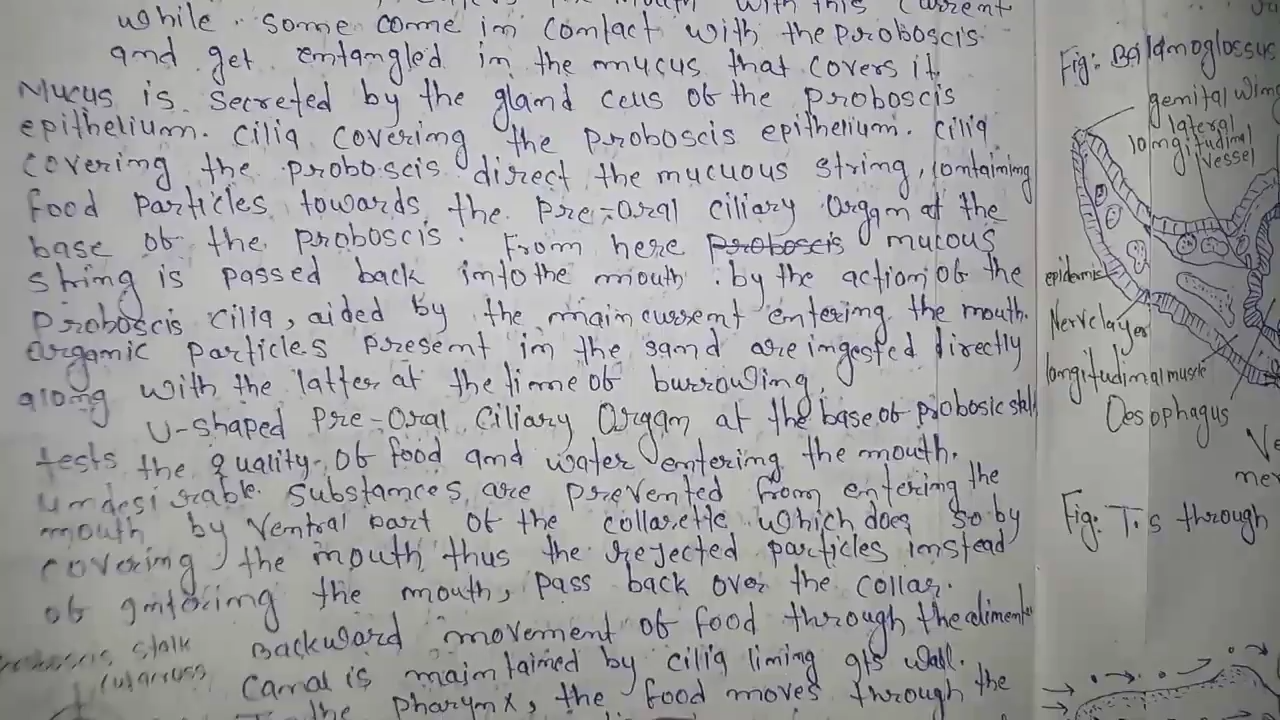 with this current
while some come in contact with the proboscis
and get entangled in the mucus that covers it.
Mucus is secreted by the gland cells of the proboscis
epithelium. cilia covering the proboscis epithelium. cilia
covering the proboscis direct the mucuous string, containing
food particles towards the pre-oral ciliary organ at the
base of the proboscis. From here proboscis mucous
string is passed back into the mouth by the action of the
proboscis cilia, aided by the main current entering the mouth.
organic particles present in the sand are ingested directly
along with the latter at the time of burrowing.
U-shaped pre-oral ciliary organ at the base of probosic stalk
tests the quality of food and water entering the mouth.
undesirable substances are prevented from entering the
mouth by ventral part of the collarette which does so by
covering the mouth, thus the rejected particles instead
of entering the mouth, pass back over the collar.
Backward movement of food through the aliment
canal is maintained by cilia lining its wall.
the pharynx, the food moves through the
stalk
Fig: Balanoglossus
genital wing
lateral
longitudinal
vessel
epidermis
Nerve layer
longitudinal muscle
Oesophagus
Fig: T.s through